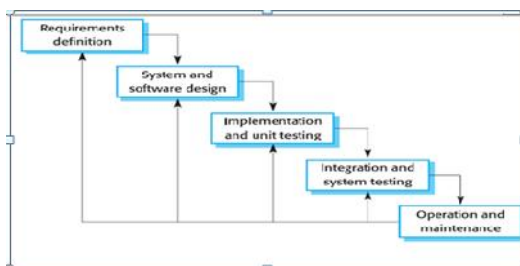 Requirements
definition
System and
software design
Implementation
and unit testing
Integration and
system testing
Operation and
maintenance